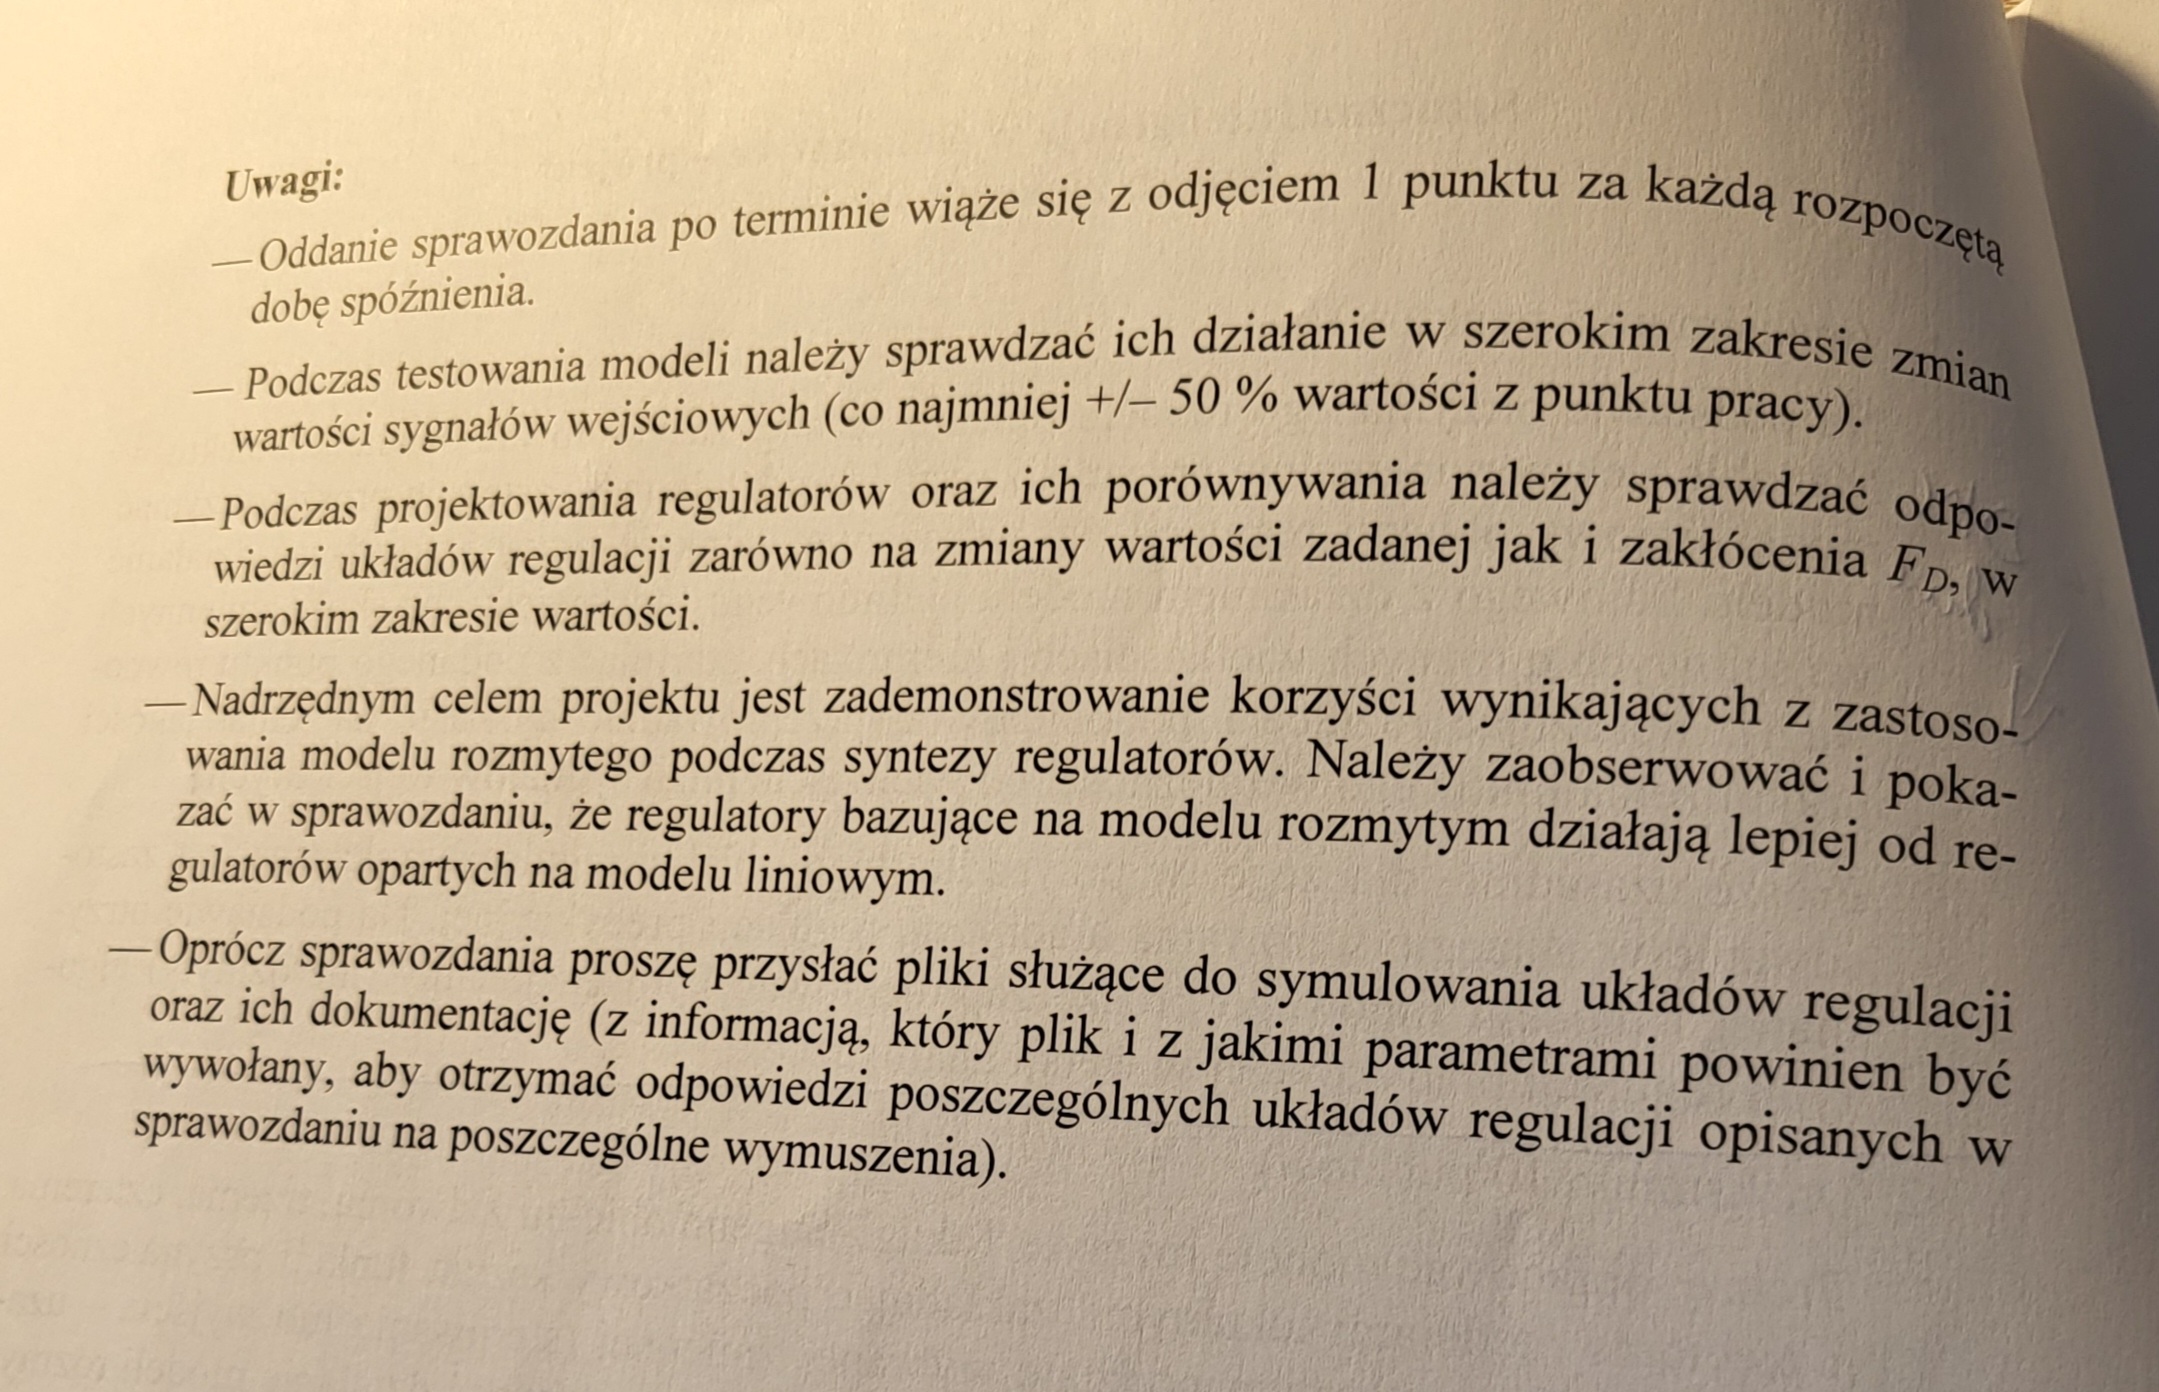 Uwagi:
— Oddanie sprawozdania po terminie wiąże się z odjęciem 1 punktu za każdą rozpoczętą
dobę spóźnienia.
— Podczas testowania modeli należy sprawdzać ich działanie w szerokim zakresie zmian
wartości sygnałów wejściowych (co najmniej +/– 50 % wartości z punktu pracy).
— Podczas projektowania regulatorów oraz ich porównywania należy sprawdzać odpo-
wiedzi układów regulacji zarówno na zmiany wartości zadanej jak i zakłócenia F_D, w
szerokim zakresie wartości.
— Nadrzędnym celem projektu jest zademonstrowanie korzyści wynikających z zastoso-
wania modelu rozmytego podczas syntezy regulatorów. Należy zaobserwować i poka-
zać w sprawozdaniu, że regulatory bazujące na modelu rozmytym działają lepiej od re-
gulatorów opartych na modelu liniowym.
— Oprócz sprawozdania proszę przysłać pliki służące do symulowania układów regulacji
oraz ich dokumentację (z informacją, który plik i z jakimi parametrami powinien być
wywołany, aby otrzymać odpowiedzi poszczególnych układów regulacji opisanych w
sprawozdaniu na poszczególne wymuszenia).